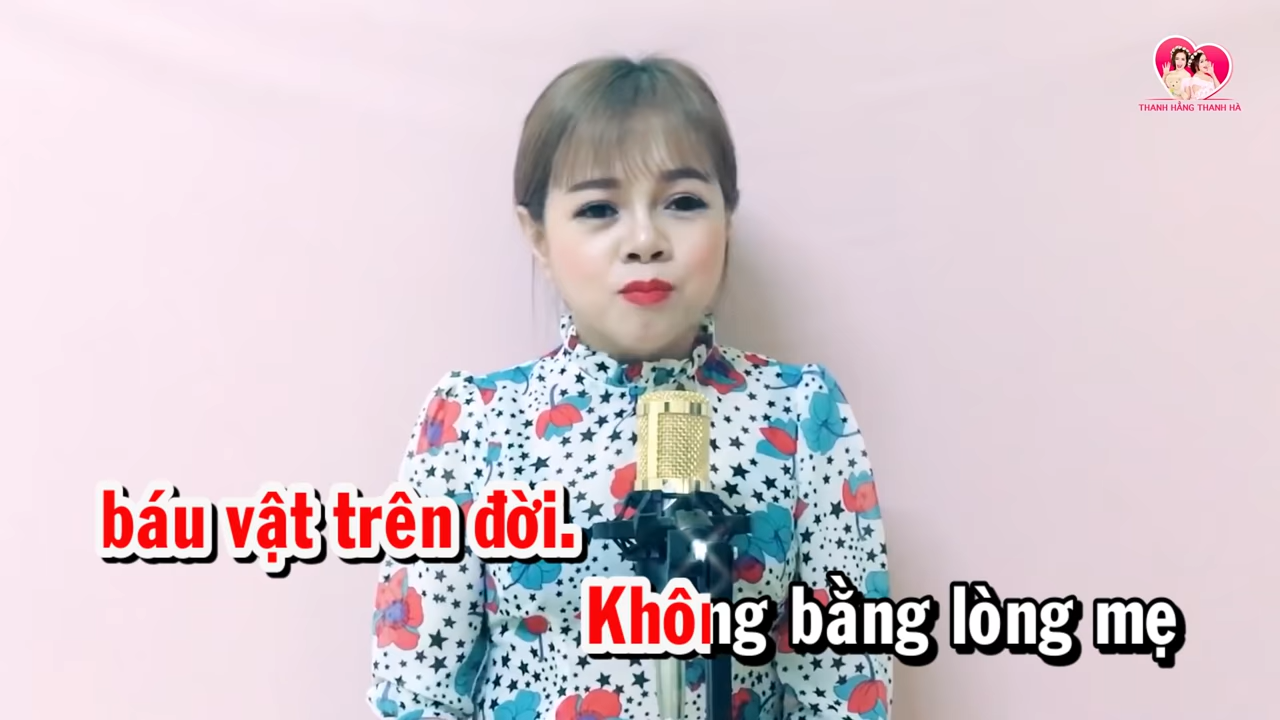 THANH HẰNG THANH HÀ
báu vật trên đời.
Không bằng lòng mẹ